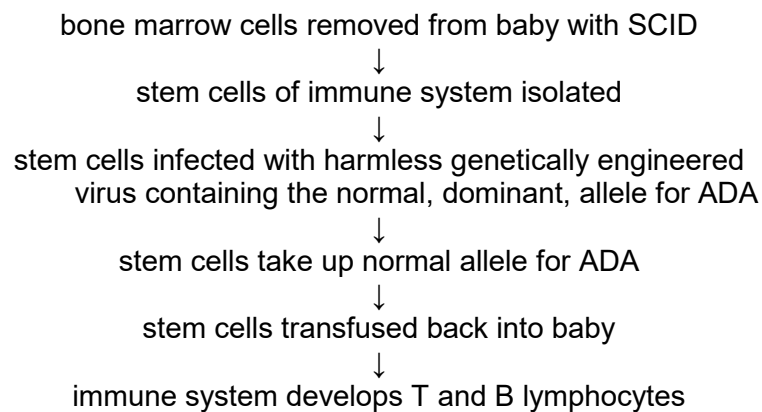 bone marrow cells removed from baby with SCID
↓
stem cells of immune system isolated
↓
stem cells infected with harmless genetically engineered
virus containing the normal, dominant, allele for ADA
↓
stem cells take up normal allele for ADA
↓
stem cells transfused back into baby
↓
immune system develops T and B lymphocytes